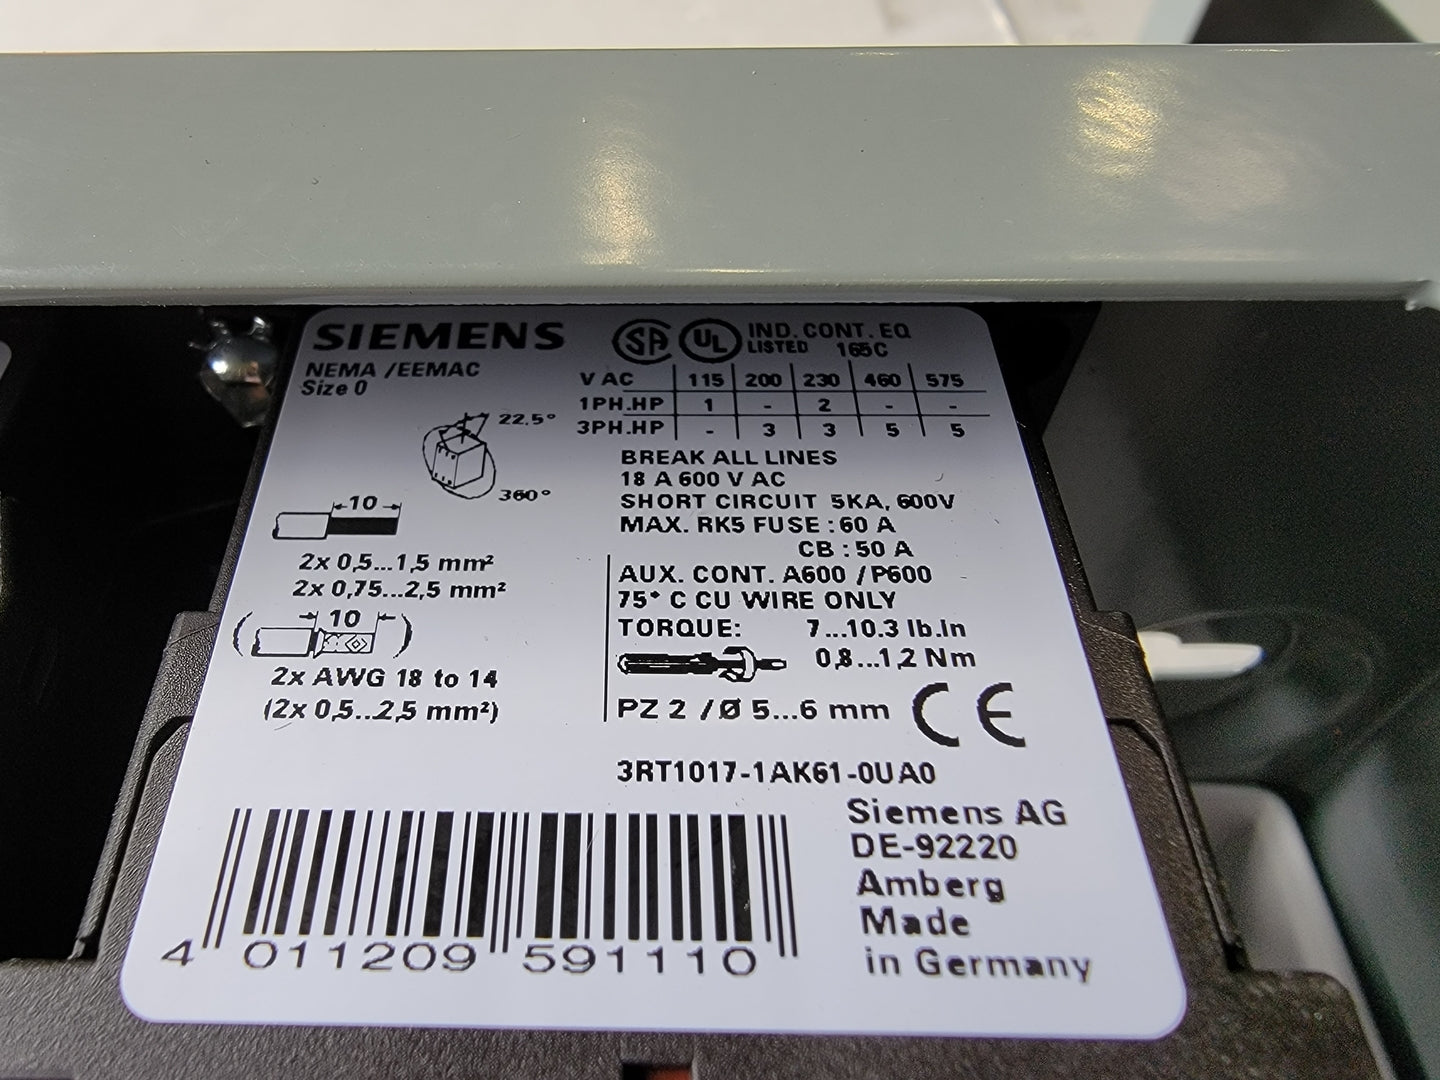 SIEMENS
NEMA /EEMAC
Size 0
SA UL IND. CONT. EQ
LISTED 165C
V AC 115 200 230 460 575
1PH.HP 1 - 2 - -
3PH.HP - 3 3 5 5
22.5°
360°
BREAK ALL LINES
18 A 600 V AC
SHORT CIRCUIT 5KA, 600V
MAX. RK5 FUSE : 60 A
CB : 50 A
10
2x 0,5...1,5 mm²
2x 0,75...2,5 mm²
10
2x AWG 18 to 14
(2x 0,5...2,5 mm²)
AUX. CONT. A600 / P600
75° C CU WIRE ONLY
TORQUE: 7...10.3 lb.in
0,8...1,2 Nm
PZ 2 / Ø 5...6 mm CE
3RT1017-1AK61-0UA0
Siemens AG
DE-92220
Amberg
Made
in Germany
4 011209 591110